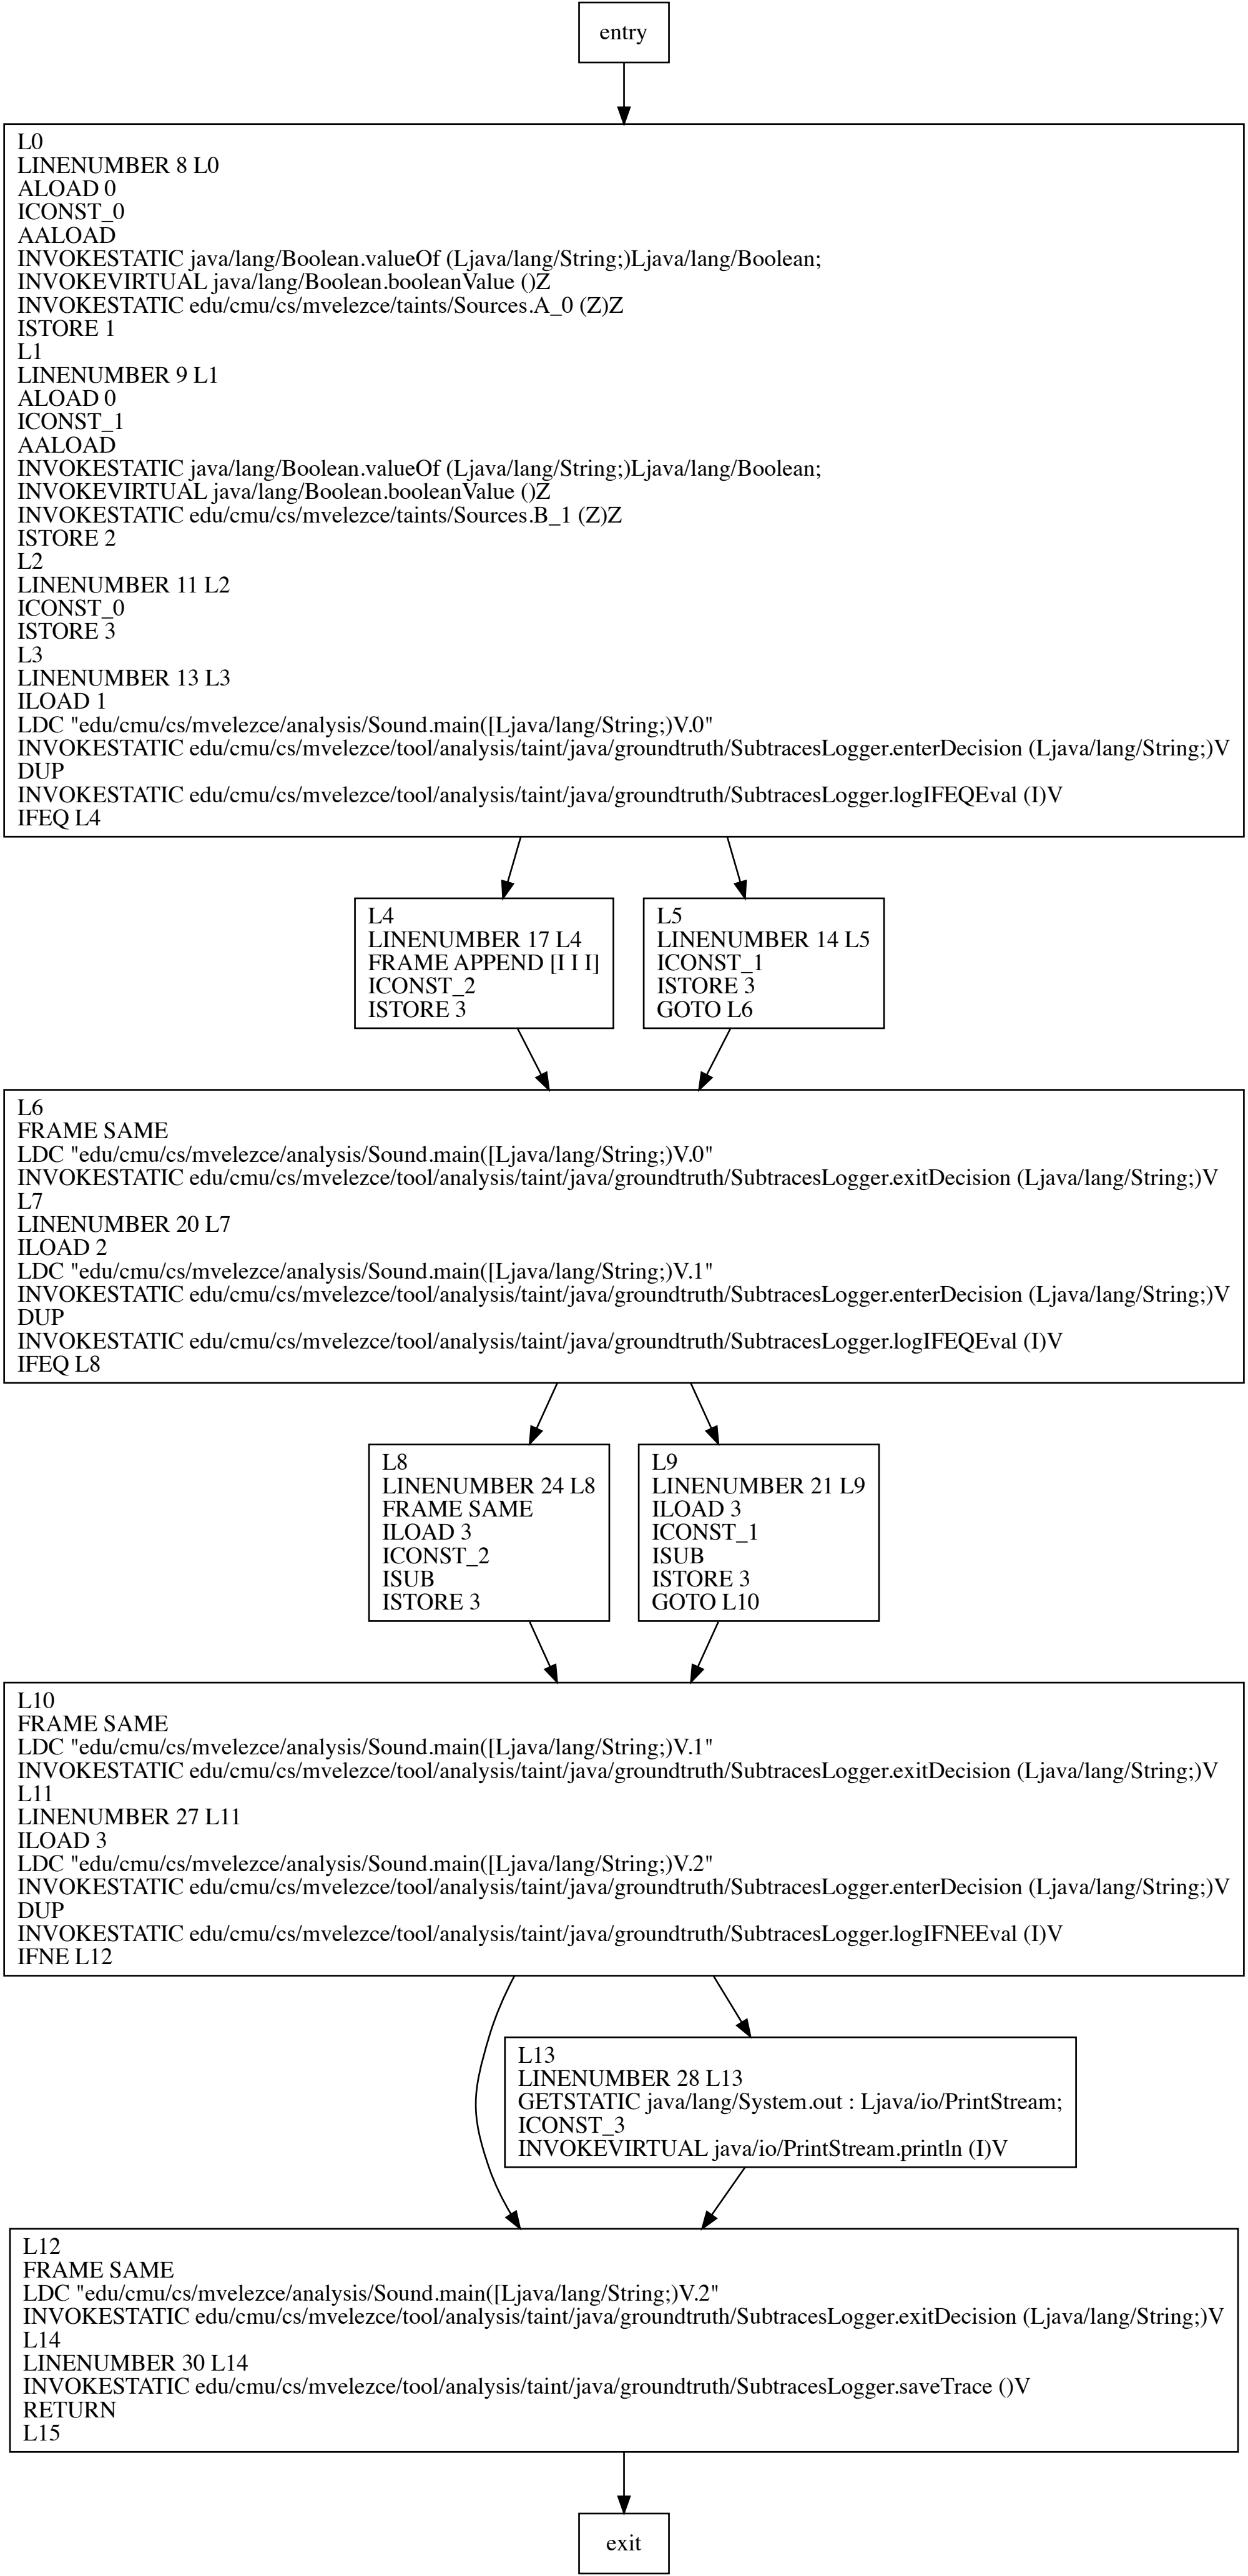 entry
L0
LINENUMBER 8 L0
ALOAD 0
ICONST_0
AALOAD
INVOKESTATIC java/lang/Boolean.valueOf (Ljava/lang/String;)Ljava/lang/Boolean;
INVOKEVIRTUAL java/lang/Boolean.booleanValue ()Z
INVOKESTATIC edu/cmu/cs/mvelezce/taints/Sources.A_0 (Z)Z
ISTORE 1
L1
LINENUMBER 9 L1
ALOAD 0
ICONST_1
AALOAD
INVOKESTATIC java/lang/Boolean.valueOf (Ljava/lang/String;)Ljava/lang/Boolean;
INVOKEVIRTUAL java/lang/Boolean.booleanValue ()Z
INVOKESTATIC edu/cmu/cs/mvelezce/taints/Sources.B_1 (Z)Z
ISTORE 2
L2
LINENUMBER 11 L2
ICONST_0
ISTORE 3
L3
LINENUMBER 13 L3
ILOAD 1
LDC "edu/cmu/cs/mvelezce/analysis/Sound.main([Ljava/lang/String;)V.0"
INVOKESTATIC edu/cmu/cs/mvelezce/tool/analysis/taint/java/groundtruth/SubtracesLogger.enterDecision (Ljava/lang/String;)V
DUP
INVOKESTATIC edu/cmu/cs/mvelezce/tool/analysis/taint/java/groundtruth/SubtracesLogger.logIFEQEval (I)V
IFEQ L4
L4
LINENUMBER 17 L4
FRAME APPEND [I I I]
ICONST_2
ISTORE 3
L5
LINENUMBER 14 L5
ICONST_1
ISTORE 3
GOTO L6
L6
FRAME SAME
LDC "edu/cmu/cs/mvelezce/analysis/Sound.main([Ljava/lang/String;)V.0"
INVOKESTATIC edu/cmu/cs/mvelezce/tool/analysis/taint/java/groundtruth/SubtracesLogger.exitDecision (Ljava/lang/String;)V
L7
LINENUMBER 20 L7
ILOAD 2
LDC "edu/cmu/cs/mvelezce/analysis/Sound.main([Ljava/lang/String;)V.1"
INVOKESTATIC edu/cmu/cs/mvelezce/tool/analysis/taint/java/groundtruth/SubtracesLogger.enterDecision (Ljava/lang/String;)V
DUP
INVOKESTATIC edu/cmu/cs/mvelezce/tool/analysis/taint/java/groundtruth/SubtracesLogger.logIFEQEval (I)V
IFEQ L8
L8
LINENUMBER 24 L8
FRAME SAME
ILOAD 3
ICONST_2
ISUB
ISTORE 3
L9
LINENUMBER 21 L9
ILOAD 3
ICONST_1
ISUB
ISTORE 3
GOTO L10
L10
FRAME SAME
LDC "edu/cmu/cs/mvelezce/analysis/Sound.main([Ljava/lang/String;)V.1"
INVOKESTATIC edu/cmu/cs/mvelezce/tool/analysis/taint/java/groundtruth/SubtracesLogger.exitDecision (Ljava/lang/String;)V
L11
LINENUMBER 27 L11
ILOAD 3
LDC "edu/cmu/cs/mvelezce/analysis/Sound.main([Ljava/lang/String;)V.2"
INVOKESTATIC edu/cmu/cs/mvelezce/tool/analysis/taint/java/groundtruth/SubtracesLogger.enterDecision (Ljava/lang/String;)V
DUP
INVOKESTATIC edu/cmu/cs/mvelezce/tool/analysis/taint/java/groundtruth/SubtracesLogger.logIFNEEval (I)V
IFNE L12
L13
LINENUMBER 28 L13
GETSTATIC java/lang/System.out : Ljava/io/PrintStream;
ICONST_3
INVOKEVIRTUAL java/io/PrintStream.println (I)V
L12
FRAME SAME
LDC "edu/cmu/cs/mvelezce/analysis/Sound.main([Ljava/lang/String;)V.2"
INVOKESTATIC edu/cmu/cs/mvelezce/tool/analysis/taint/java/groundtruth/SubtracesLogger.exitDecision (Ljava/lang/String;)V
L14
LINENUMBER 30 L14
INVOKESTATIC edu/cmu/cs/mvelezce/tool/analysis/taint/java/groundtruth/SubtracesLogger.saveTrace ()V
RETURN
L15
exit